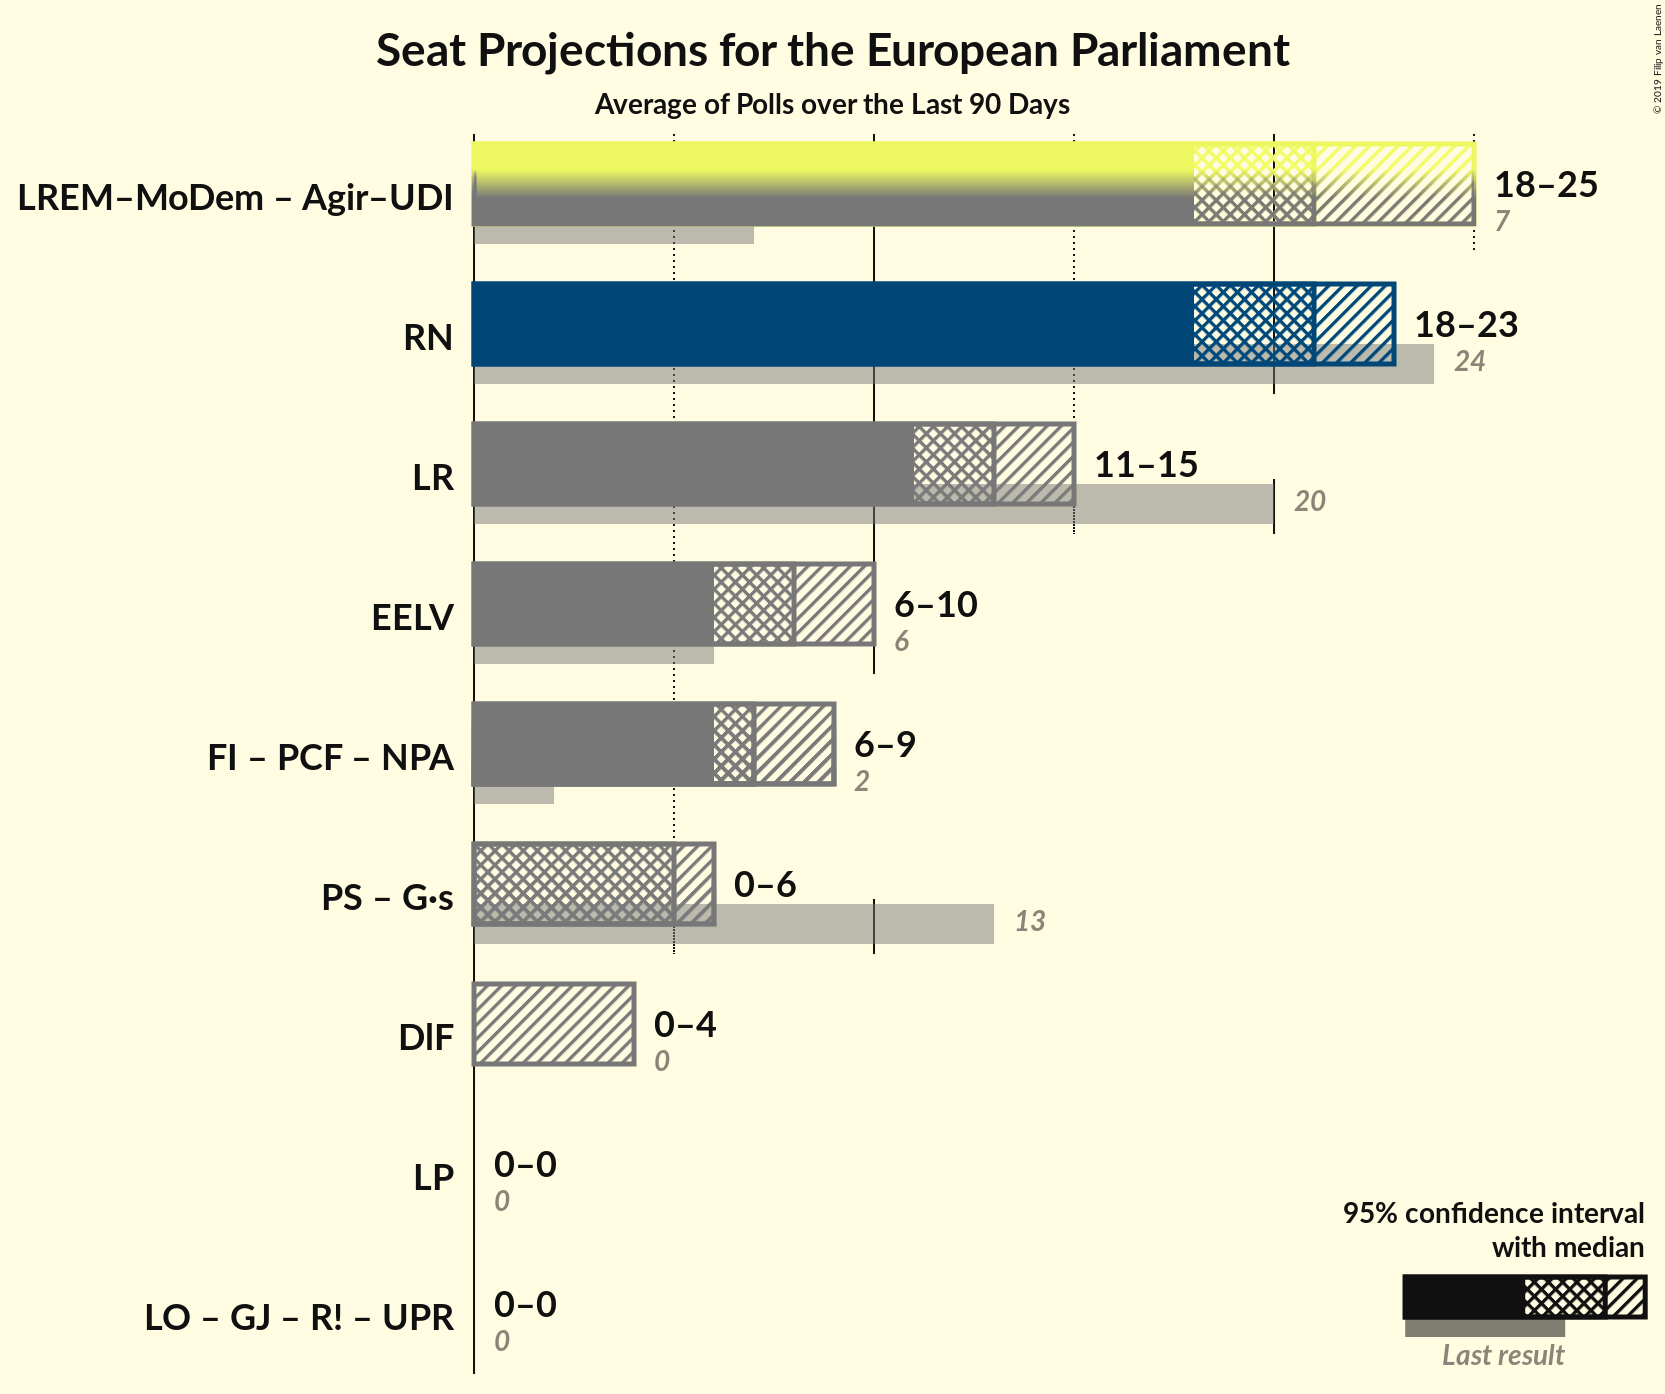 Seat Projections for the European Parliament
Average of Polls over the Last 90 Days
© 2019 Filip van Laenen
LREM–MoDem – Agir–UDI
18–25
7
RN
18–23
24
LR
11–15
20
EELV
6–10
6
FI – PCF – NPA
6–9
2
PS – G·s
0–6
13
DlF
0–4
0
LP
0–0
0
LO – GJ – R! – UPR
0–0
0
95% confidence interval
with median
Last result